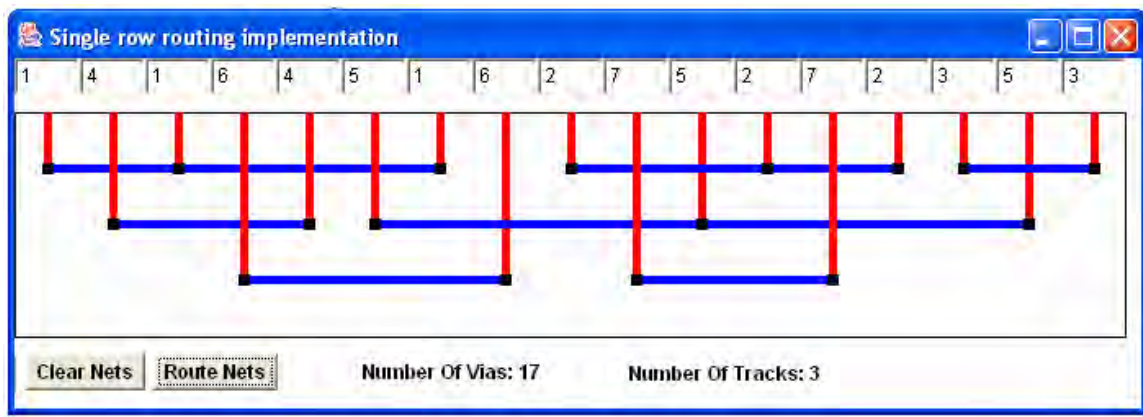 Single row routing implementation
1 4 1 6 4 5 1 6 2 7 5 2 7 2 3 5 3
Clear Nets Route Nets Number Of Vias: 17 Number Of Tracks: 3